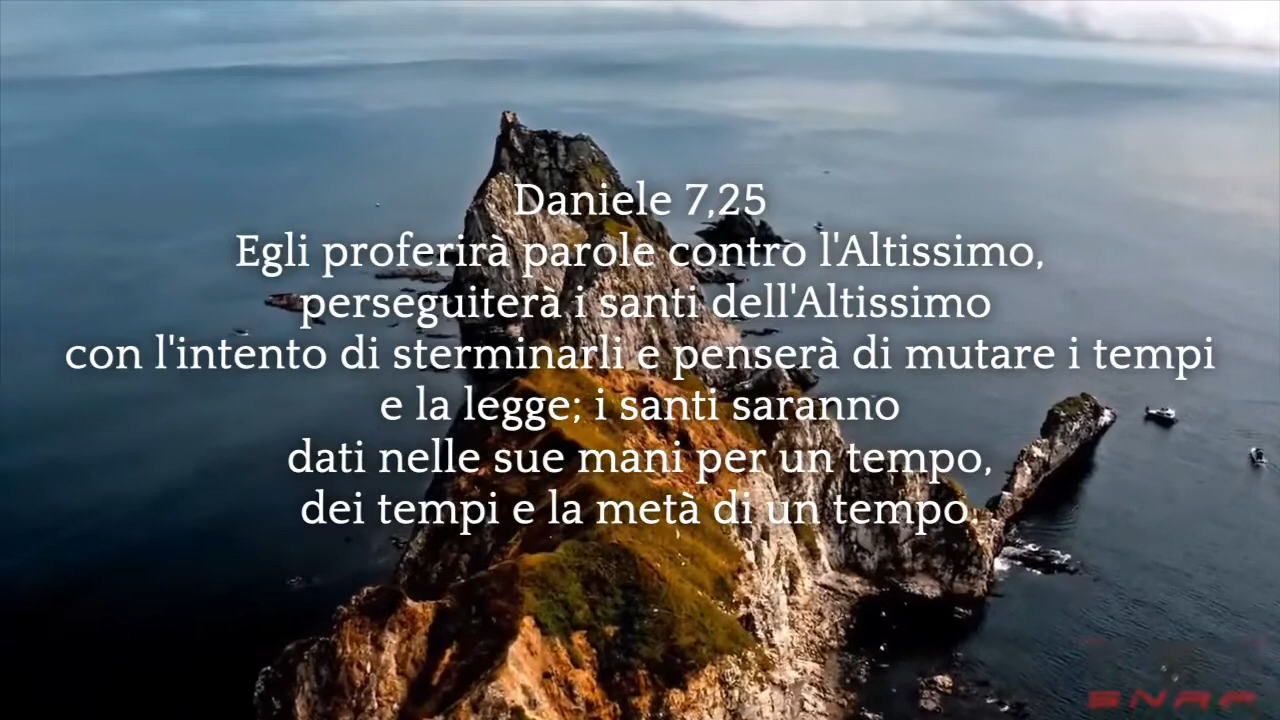 Daniele 7,25
Egli proferirà parole contro l'Altissimo,
perseguiterà i santi dell'Altissimo
con l'intento di sterminarli e penserà di mutare i tempi
e la legge; i santi saranno
dati nelle sue mani per un tempo,
dei tempi e la metà di un tempo.